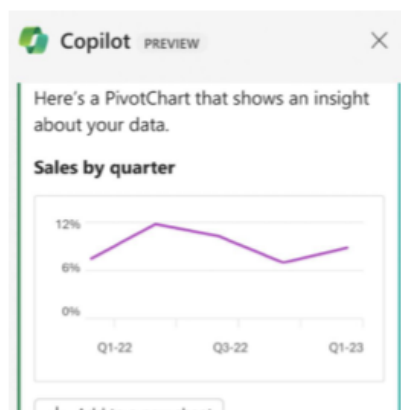 Copilot PREVIEW
Here's a PivotChart that shows an insight
about your data.
Sales by quarter
12%
6%
0%
Q1-22 Q3-22 Q1-23